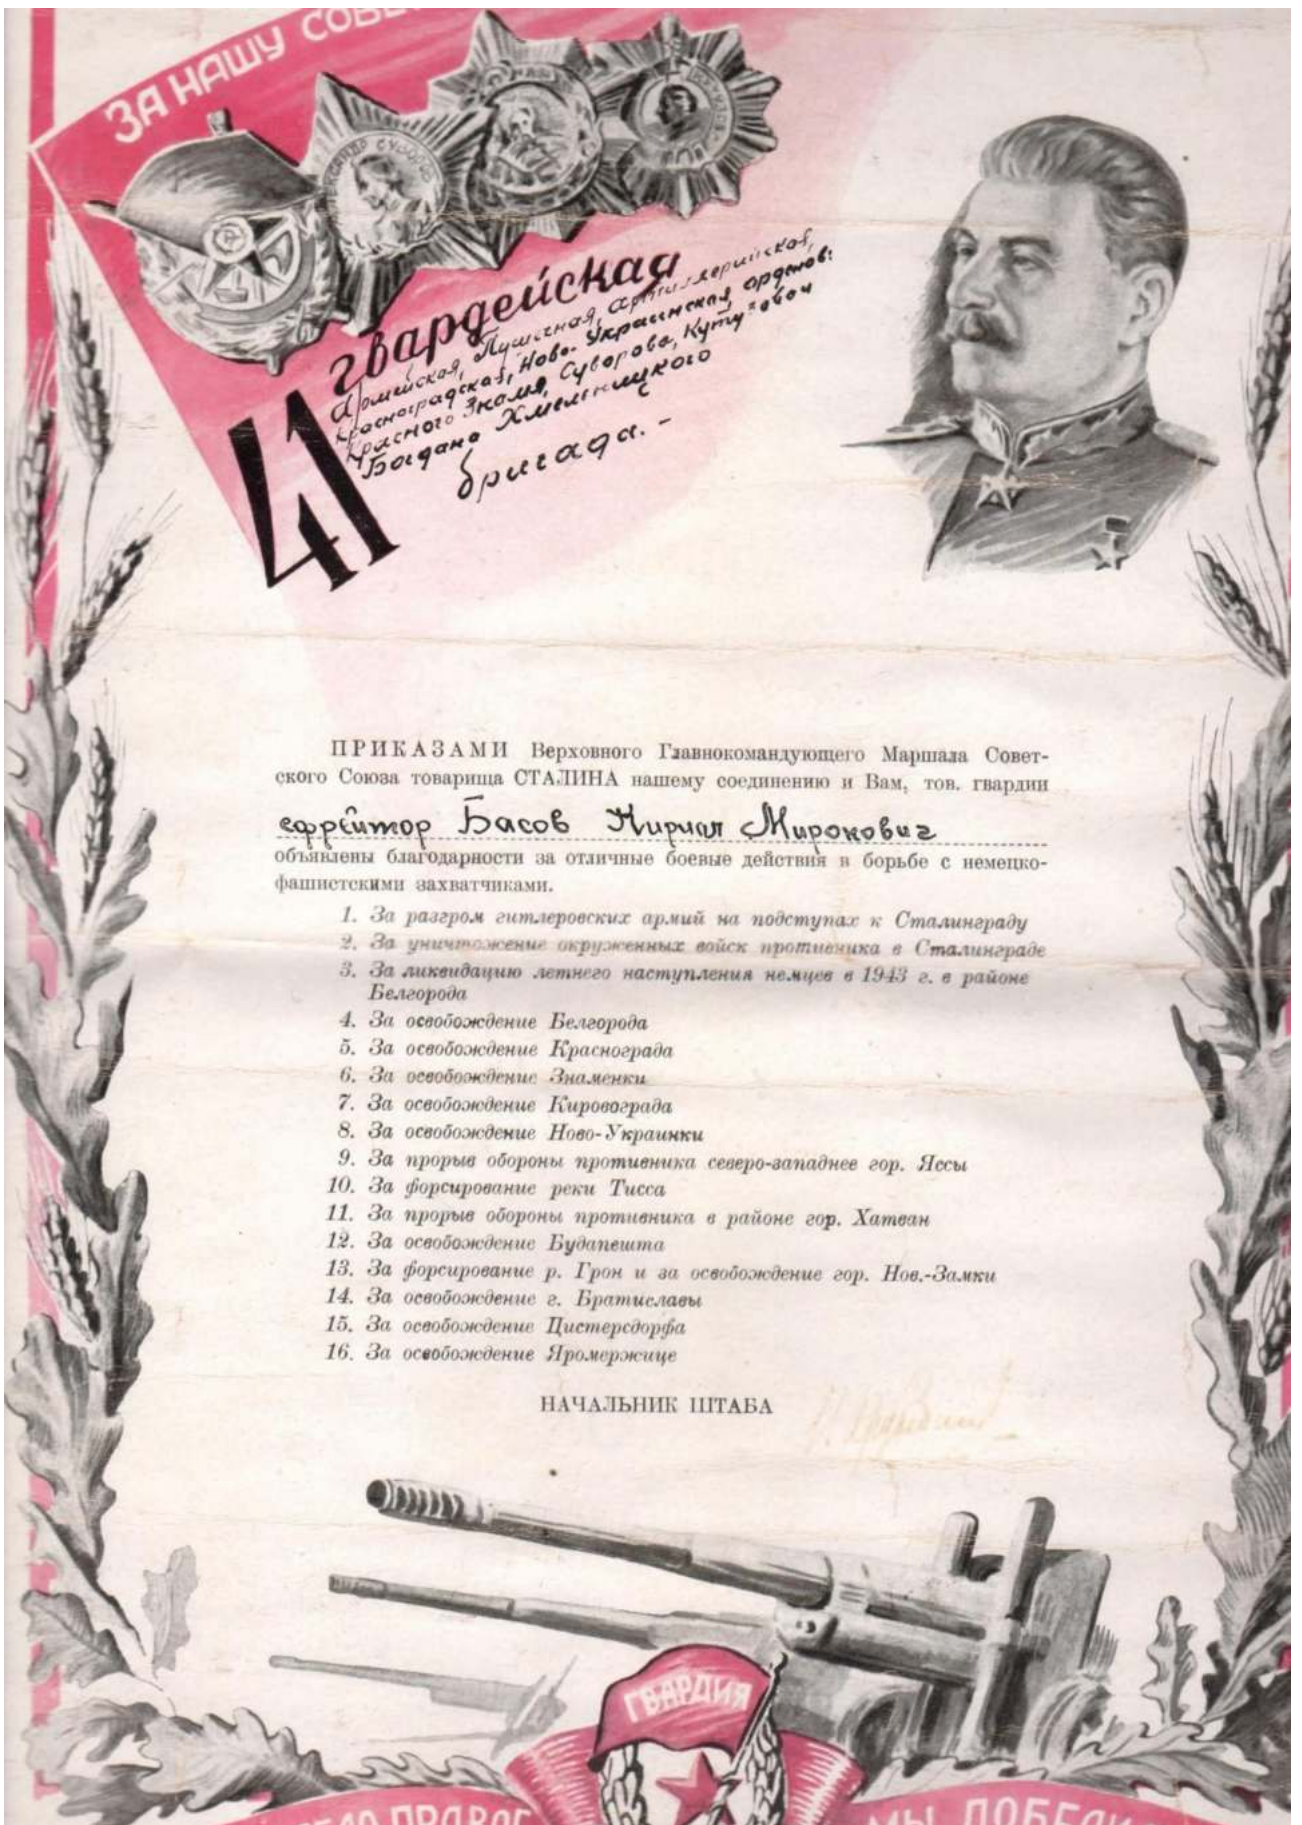 ЗА НАШУ СОВЕ
41
гвардейская
Армейская, Пушечная, артиллерийская,
Красноградская, Ново-Украинская, орденов:
Красного Знамя, Суворова, Кутузова и
Богдана Хмельницкого
бригада. –
ПРИКАЗАМИ Верховного Главнокомандующего Маршала Совет-
ского Союза товарища СТАЛИНА нашему соединению и Вам, тов. гвардии
ефрейтор Басов Кирилл Миронович
объявлены благодарности за отличные боевые действия в борьбе с немецко-
фашистскими захватчиками.
1. За разгром гитлеровских армий на подступах к Сталинграду
2. За уничтожение окруженных войск противника в Сталинграде
3. За ликвидацию летнего наступления немцев в 1943 г. в районе
Белгорода
4. За освобождение Белгорода
5. За освобождение Краснограда
6. За освобождение Знаменки
7. За освобождение Кировограда
8. За освобождение Ново-Украинки
9. За прорыв обороны противника северо-западнее гор. Яссы
10. За форсирование реки Тисса
11. За прорыв обороны противника в районе гор. Хатван
12. За освобождение Будапешта
13. За форсирование р. Грон и за освобождение гор. Нов.-Замки
14. За освобождение г. Братиславы
15. За освобождение Цистерсдорфа
16. За освобождение Яромержице
НАЧАЛЬНИК ШТАБА
ГВАРДИЯ
ДЕЛО ПРАВОЕ
МЫ ПОБЕДИ